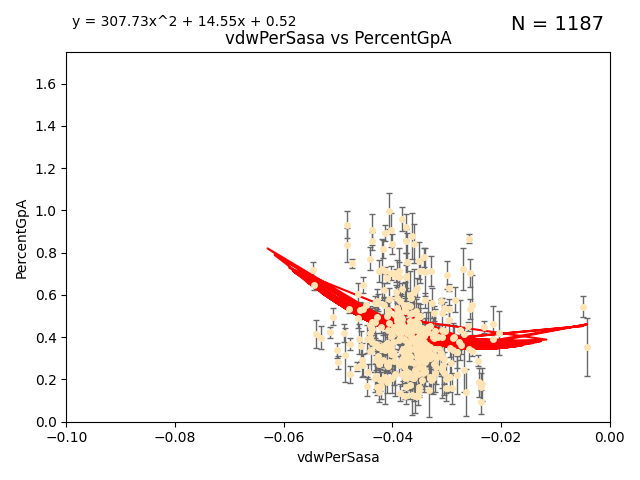 y = 307.73x^2 + 14.55x + 0.52
N = 1187
vdwPerSasa vs PercentGpA
PercentGpA
1.6
1.4
1.2
1.0
0.8
0.6
0.4
0.2
0.0
−0.10 −0.08 −0.06 −0.04 −0.02 0.00
vdwPerSasa